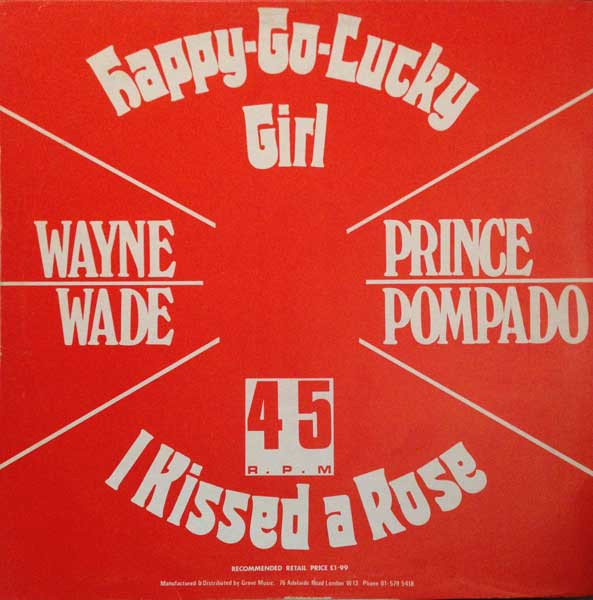 Happy-Go-Lucky
Girl
WAYNE
WADE
PRINCE
POMPADO
45
R.P.M
I Kissed a Rose
RECOMMENDED RETAIL PRICE £1-99
Manufactured & Distributed by Grove Music. 76 Adelaide Road London W13 Phone 01-579 5418